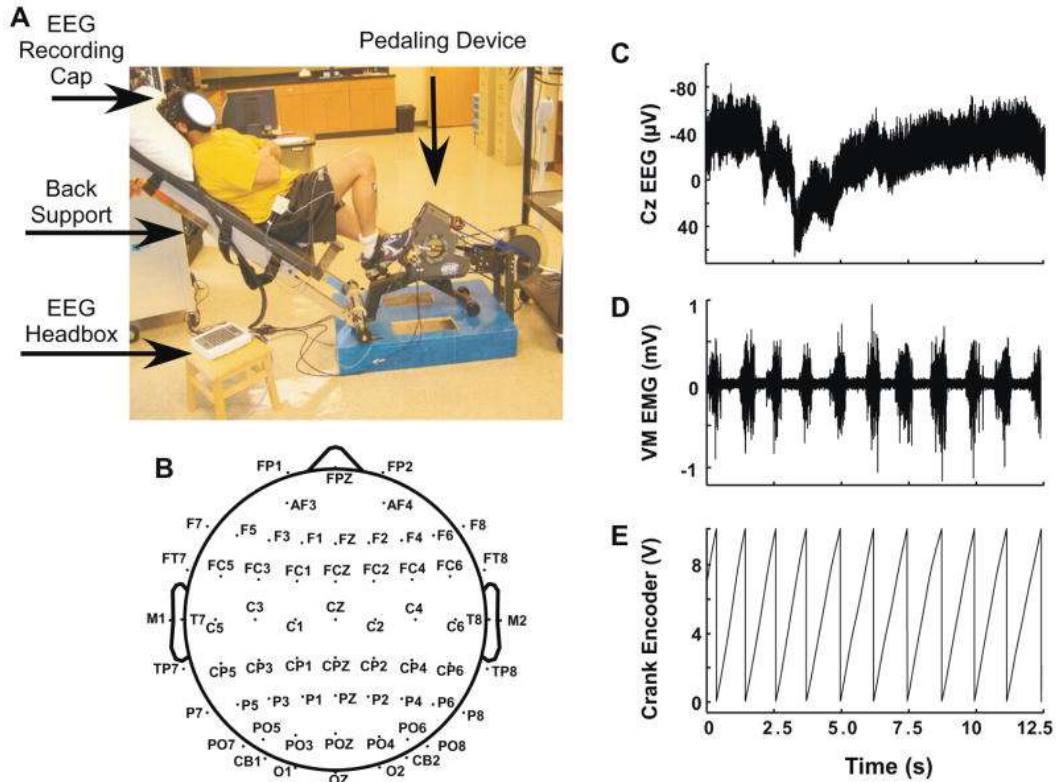 A
EEG
Recording
Cap
Pedaling Device
Back
Support
EEG
Headbox
B
FP1 FPZ FP2
AF3 AF4
F7 F5 F3 F1 FZ F2 F4 F6 F8
FT7 FC5 FC3 FC1 FCZ FC2 FC4 FC6 FT8
M1 T7 C5 C3 C1 CZ C2 C4 C6 T8 M2
TP7 CP5 CP3 CP1 CPZ CP2 CP4 CP6 TP8
P7 P5 P3 P1 PZ P2 P4 P6 P8
PO7 PO5 PO3 POZ PO4 PO6 PO8
CB1 O1 OZ O2 CB2
C
Cz EEG (µV)
-80
-40
0
40
D
VM EMG (mV)
1
0
-1
E
Crank Encoder (V)
8
4
0
0 2.5 5.0 7.5 10 12.5
Time (s)